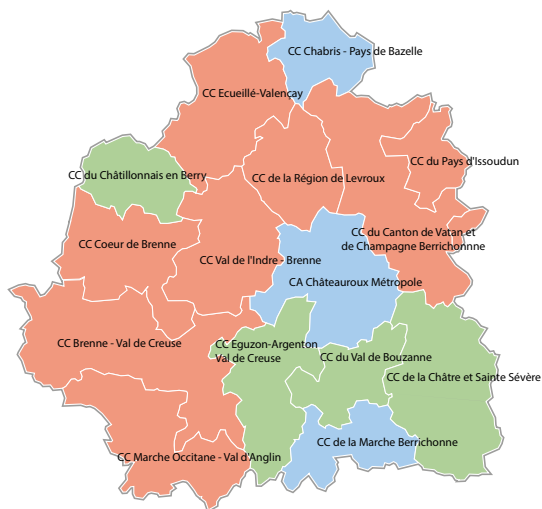 CC Chabris - Pays de Bazelle
CC Ecueillé-Valençay
CC du Pays d'Issoudun
CC du Châtillonnais en Berry
CC de la Région de Levroux
CC du Canton de Vatan et
de Champagne Berrichonnne
CC Coeur de Brenne
CC Val de l'Indre - Brenne
CA Châteauroux Métropole
CC Brenne - Val de Creuse
CC Eguzon-Argenton
Val de Creuse
CC du Val de Bouzanne
CC de la Châtre et Sainte Sévère
CC de la Marche Berrichonne
CC Marche Occitane - Val d'Anglin